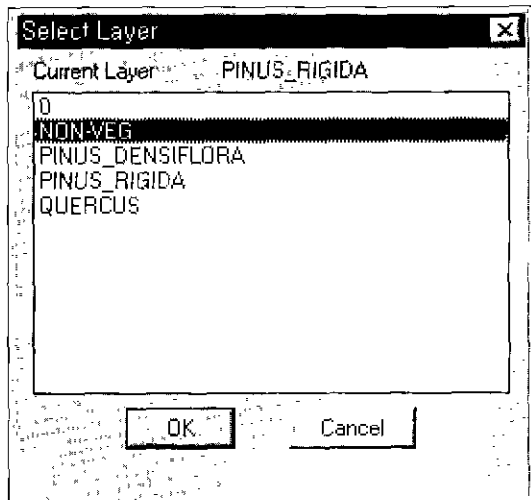 Select Layer
Current Layer PINUS_RIGIDA
0
NON-VEG
PINUS_DENSIFLORA
PINUS_RIGIDA
QUERCUS
OK Cancel